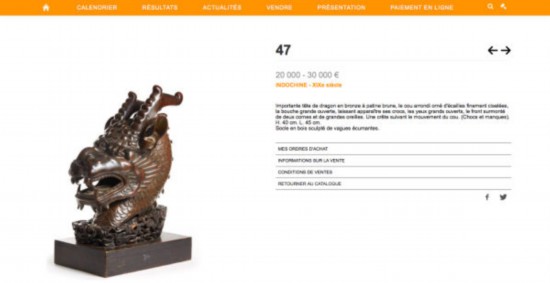 CALENDRIER RÉSULTATS ACTUALITÉS VENDRE PRÉSENTATION PAIEMENT EN LIGNE
47
20 000 - 30 000 €
INDOCHINE - XIXe siècle
Importante tête de dragon en bronze à patine brune, le cou arrondi orné d'écailles finement ciselées,
la bouche grande ouverte, laissant apparaître ses crocs, les yeux grands ouverts, le front surmonté
de deux cornes et de grandes oreilles. Une crête suivant le mouvement du cou. (Chocs et manques).
H. 40 cm. L. 45 cm.
Socle en bois sculpté de vagues écumantes.
MES ORDRES D'ACHAT
INFORMATIONS SUR LA VENTE
CONDITIONS DE VENTES
RETOURNER AU CATALOGUE